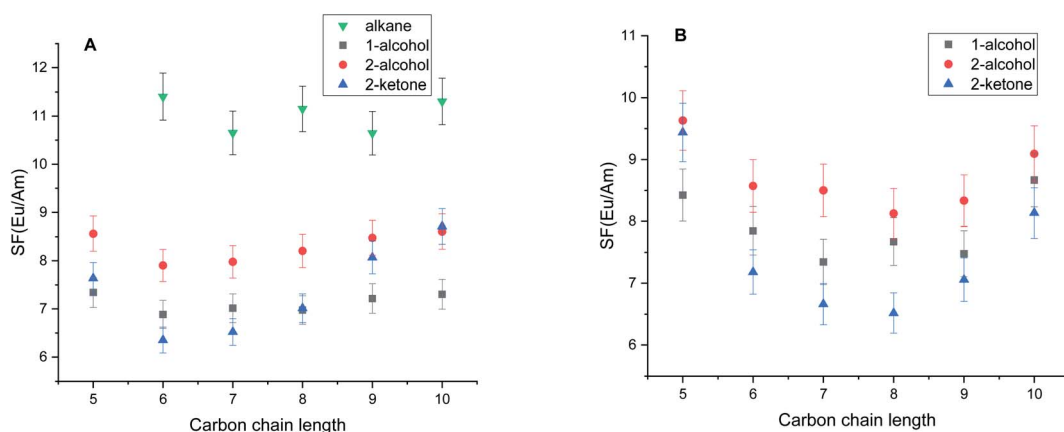 A
alkane
1-alcohol
2-alcohol
2-ketone
12
11
10
9
8
7
6
SF(Eu/Am)
5 6 7 8 9 10
Carbon chain length
B
1-alcohol
2-alcohol
2-ketone
11
10
9
8
7
6
SF(Eu/Am)
5 6 7 8 9 10
Carbon chain length